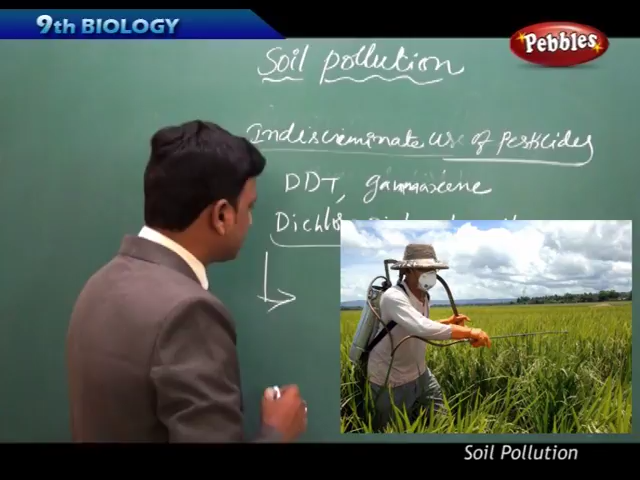 9th BIOLOGY
Pebbles
Soil pollution
Indiscriminate use of Pesticides
DDT, gammaxene
Soil Pollution